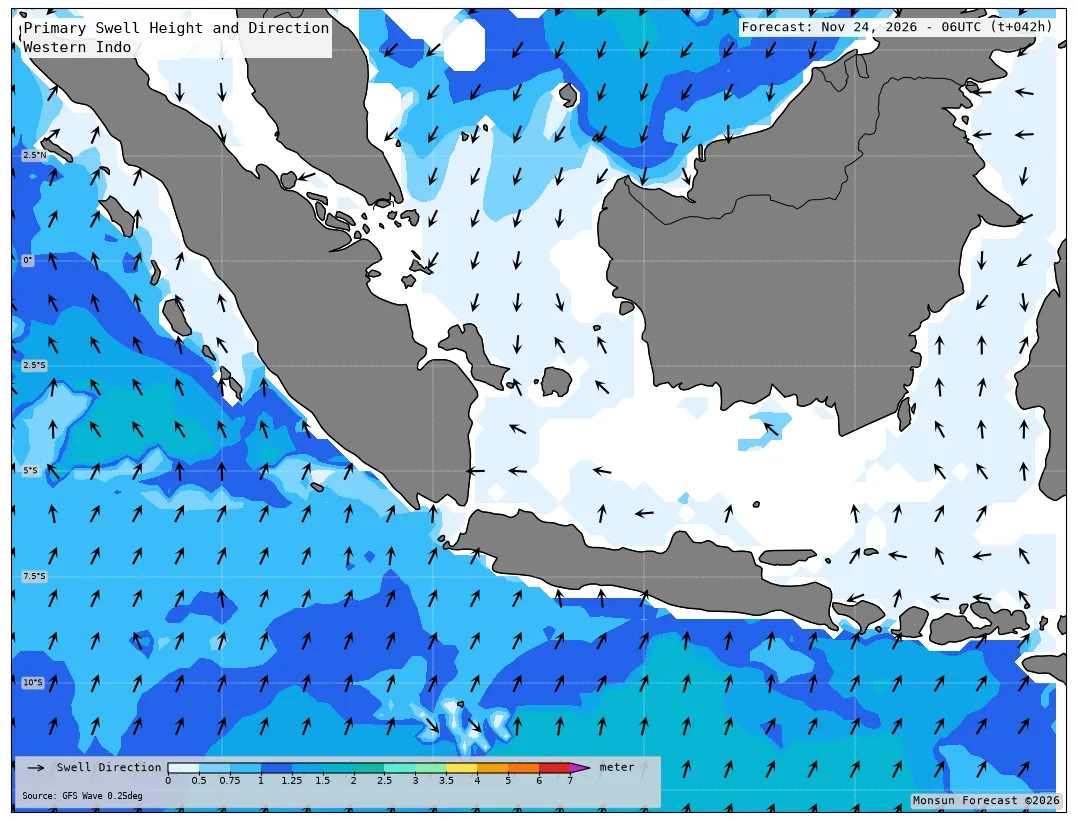 Primary Swell Height and Direction
Western Indo
Forecast: Nov 24, 2026 - 06UTC (t+042h)
2.5°N
0°
2.5°S
5°S
7.5°S
10°S
Swell Direction
0 0.5 0.75 1 1.25 1.5 2 2.5 3 3.5 4 5 6 7
meter
Source: GFS Wave 0.25deg
Monsun Forecast ©2026